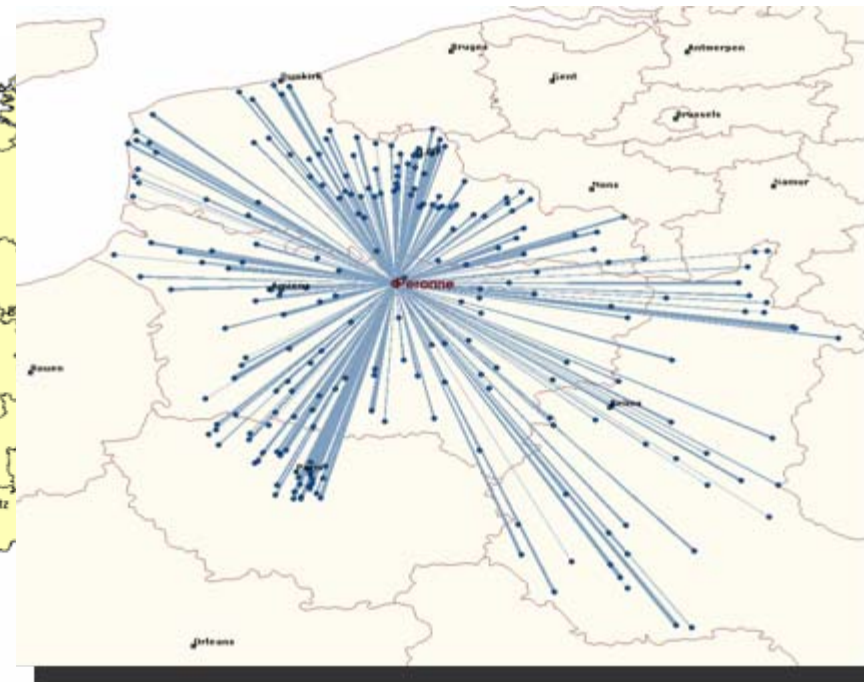 Brugge
Antwerpen
Dunkirk
Gent
Brussels
Mons
Namur
Peronne
Amiens
Rouen
Reims
Paris
Orleans